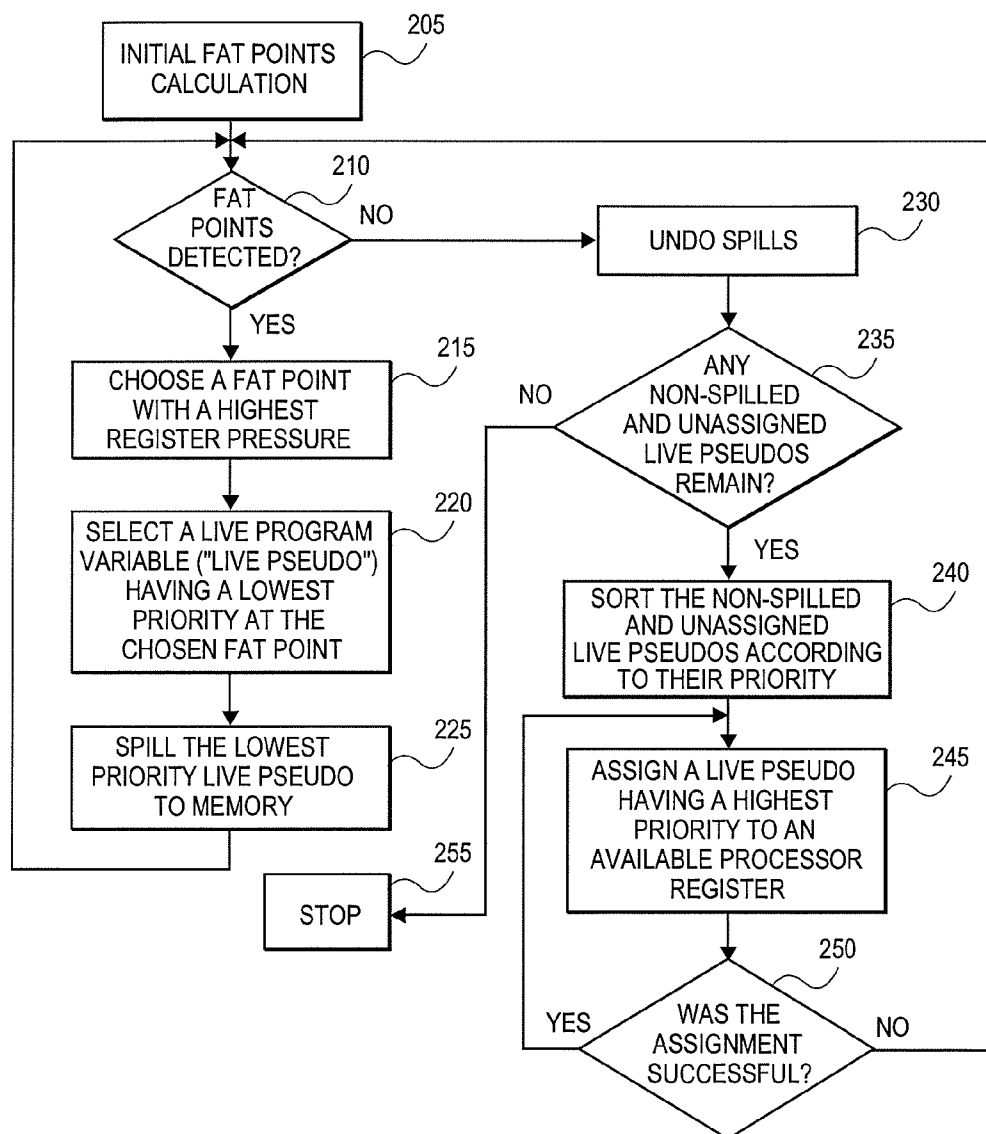 INITIAL FAT POINTS
CALCULATION
205
210
FAT
POINTS
DETECTED?
NO
YES
215
CHOOSE A FAT POINT
WITH A HIGHEST
REGISTER PRESSURE
220
SELECT A LIVE PROGRAM
VARIABLE ("LIVE PSEUDO")
HAVING A LOWEST
PRIORITY AT THE
CHOSEN FAT POINT
225
SPILL THE LOWEST
PRIORITY LIVE PSEUDO
TO MEMORY
230
UNDO SPILLS
235
ANY
NON-SPILLED
AND UNASSIGNED
LIVE PSEUDOS
REMAIN?
NO
YES
255
STOP
240
SORT THE NON-SPILLED
AND UNASSIGNED
LIVE PSEUDOS ACCORDING
TO THEIR PRIORITY
245
ASSIGN A LIVE PSEUDO
HAVING A HIGHEST
PRIORITY TO AN
AVAILABLE PROCESSOR
REGISTER
250
WAS THE
ASSIGNMENT
SUCCESSFUL?
YES
NO